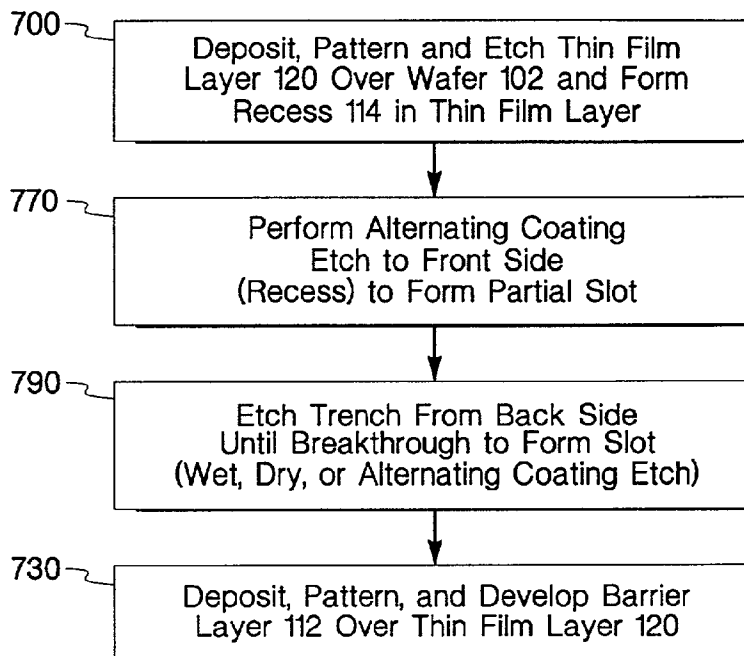 700
Deposit, Pattern and Etch Thin Film
Layer 120 Over Wafer 102 and Form
Recess 114 in Thin Film Layer
770
Perform Alternating Coating
Etch to Front Side
(Recess) to Form Partial Slot
790
Etch Trench From Back Side
Until Breakthrough to Form Slot
(Wet, Dry, or Alternating Coating Etch)
730
Deposit, Pattern, and Develop Barrier
Layer 112 Over Thin Film Layer 120